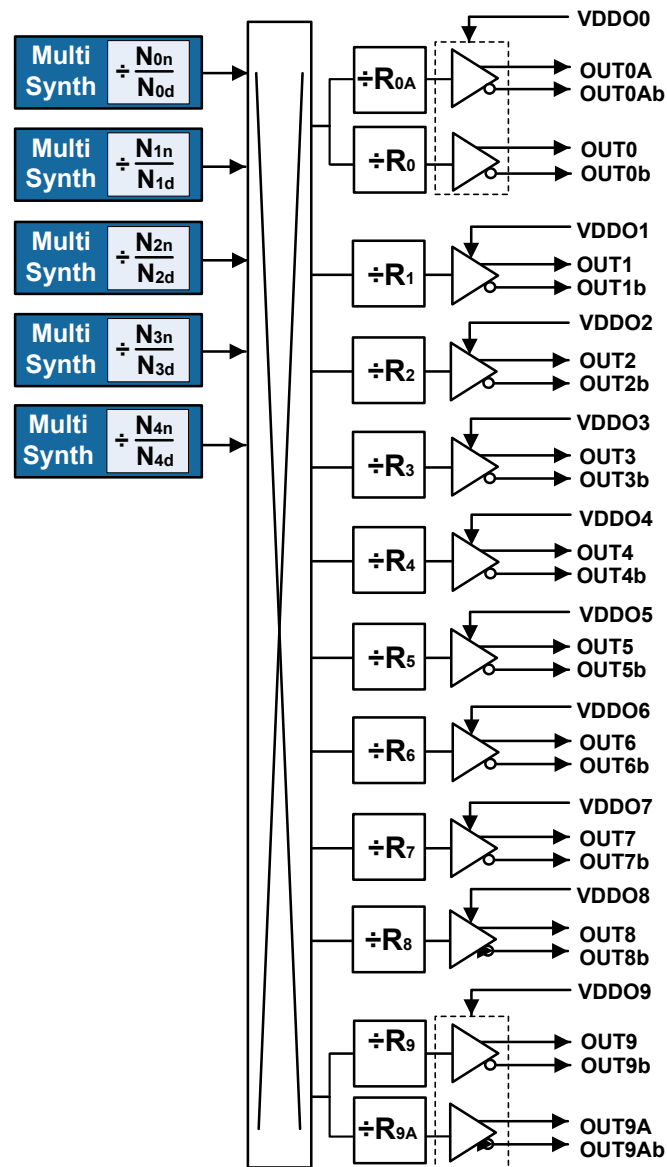 Multi Synth ÷ N0n N0d
Multi Synth ÷ N1n N1d
Multi Synth ÷ N2n N2d
Multi Synth ÷ N3n N3d
Multi Synth ÷ N4n N4d
VDDO0
÷R0A
OUT0A
OUT0Ab
÷R0
OUT0
OUT0b
VDDO1
÷R1
OUT1
OUT1b
VDDO2
÷R2
OUT2
OUT2b
VDDO3
÷R3
OUT3
OUT3b
VDDO4
÷R4
OUT4
OUT4b
VDDO5
÷R5
OUT5
OUT5b
VDDO6
÷R6
OUT6
OUT6b
VDDO7
÷R7
OUT7
OUT7b
VDDO8
÷R8
OUT8
OUT8b
VDDO9
÷R9
OUT9
OUT9b
÷R9A
OUT9A
OUT9Ab